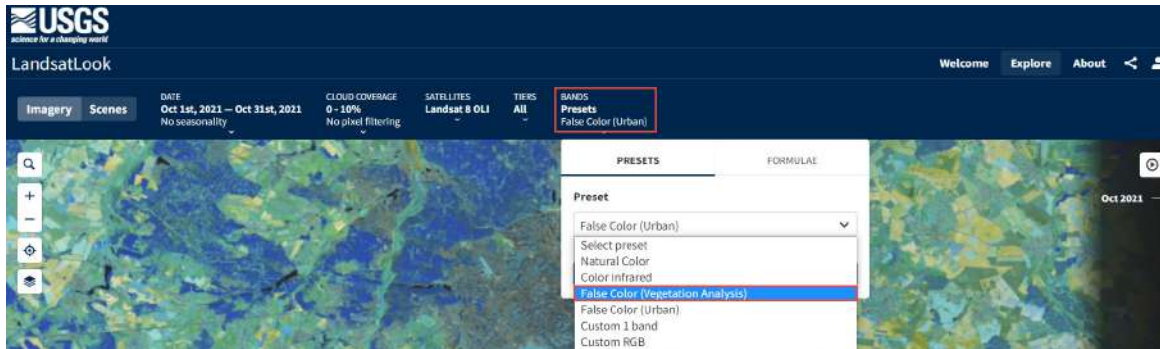 USGS
science for a changing world
LandsatLook
Welcome Explore About
Imagery Scenes
DATE
Oct 1st, 2021 — Oct 31st, 2021
No seasonality
CLOUD COVERAGE
0 - 10%
No pixel filtering
SATELLITES
Landsat 8 OLI
TIERS
All
BANDS
Presets
False Color (Urban)
PRESETS FORMULAE
Preset
False Color (Urban)
Select preset
Natural Color
Color Infrared
False Color (Vegetation Analysis)
False Color (Urban)
Custom 1 band
Custom RGB
Oct 2021